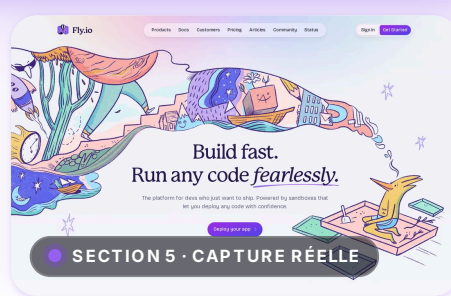 Fly.io
Products Docs Customers Pricing Articles Community Status
Sign In Get Started
Build fast.
Run any code fearlessly.
The platform for devs who just want to ship. Powered by sandboxes that
let you deploy any code with confidence.
Deploy your app
SECTION 5 · CAPTURE RÉELLE